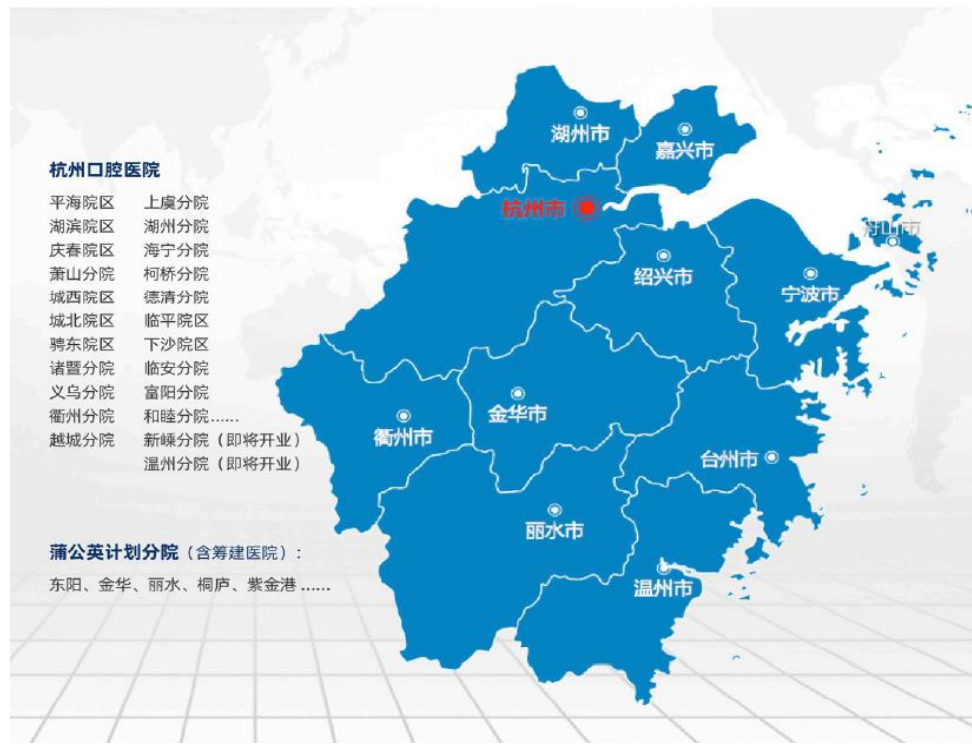 杭州口腔医院
平海院区 上虞分院
湖滨院区 湖州分院
庆春院区 海宁分院
萧山分院 柯桥分院
城西院区 德清分院
城北院区 临平院区
骋东院区 下沙院区
诸暨分院 临安分院
义乌分院 富阳分院
衢州分院 和睦分院......
越城分院 新嵊分院（即将开业）
温州分院（即将开业）
蒲公英计划分院（含筹建医院）：
东阳、金华、丽水、桐庐、紫金港......
湖州市
嘉兴市
杭州市
舟山市
绍兴市
宁波市
金华市
衢州市
台州市
丽水市
温州市